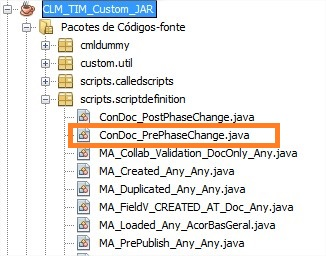 CLM_TIM_Custom_JAR
Pacotes de Códigos-fonte
cmldummy
custom.util
scripts.calledscripts
scripts.scriptdefinition
ConDoc_PostPhaseChange.java
ConDoc_PrePhaseChange.java
MA_Collab_Validation_DocOnly_Any.java
MA_Created_Any_Any.java
MA_Duplicated_Any_Any.java
MA_FieldV_CREATED_AT_Doc_Any.java
MA_Loaded_Any_AcorBasGeral.java
MA_PrePublish_Any_Any.java